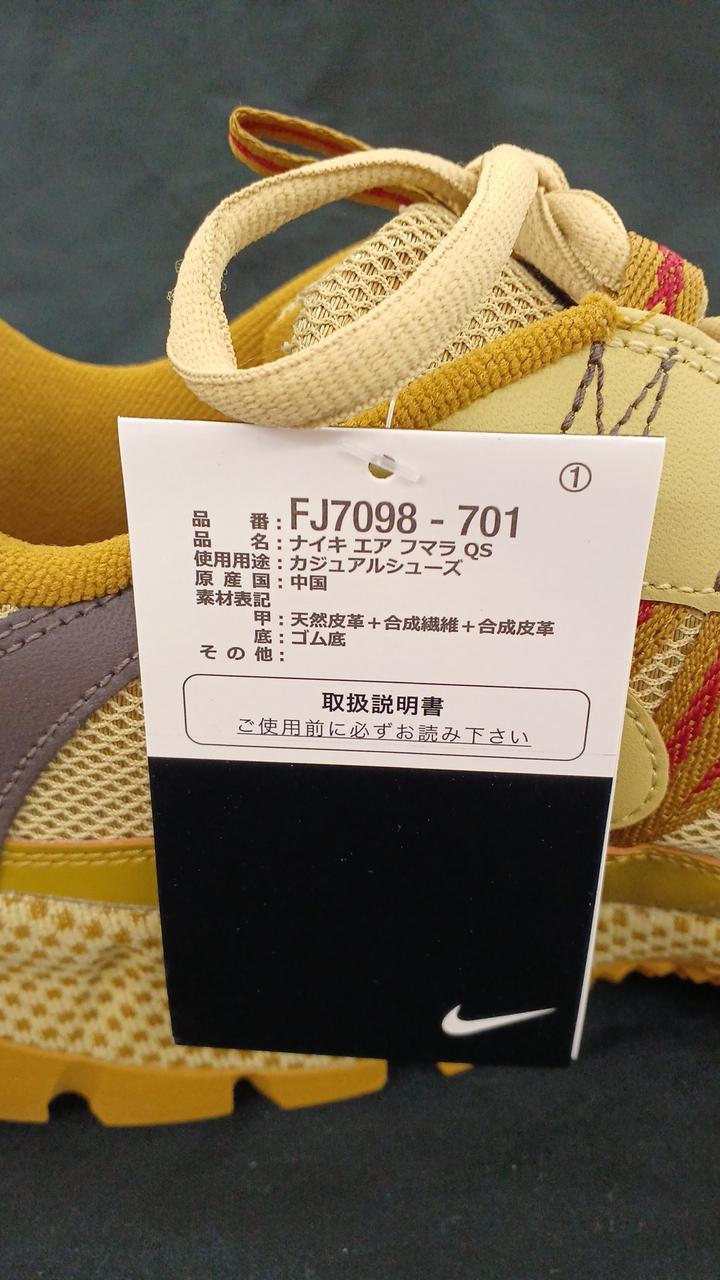 ①
品 番 : FJ7098 - 701
品 名 : ナイキ エア フマラ QS
使用用途 : カジュアルシューズ
原 産 国 : 中国
素材表記
甲 : 天然皮革＋合成繊維＋合成皮革
底 : ゴム底
そ の 他 :
取扱説明書
ご使用前に必ずお読み下さい